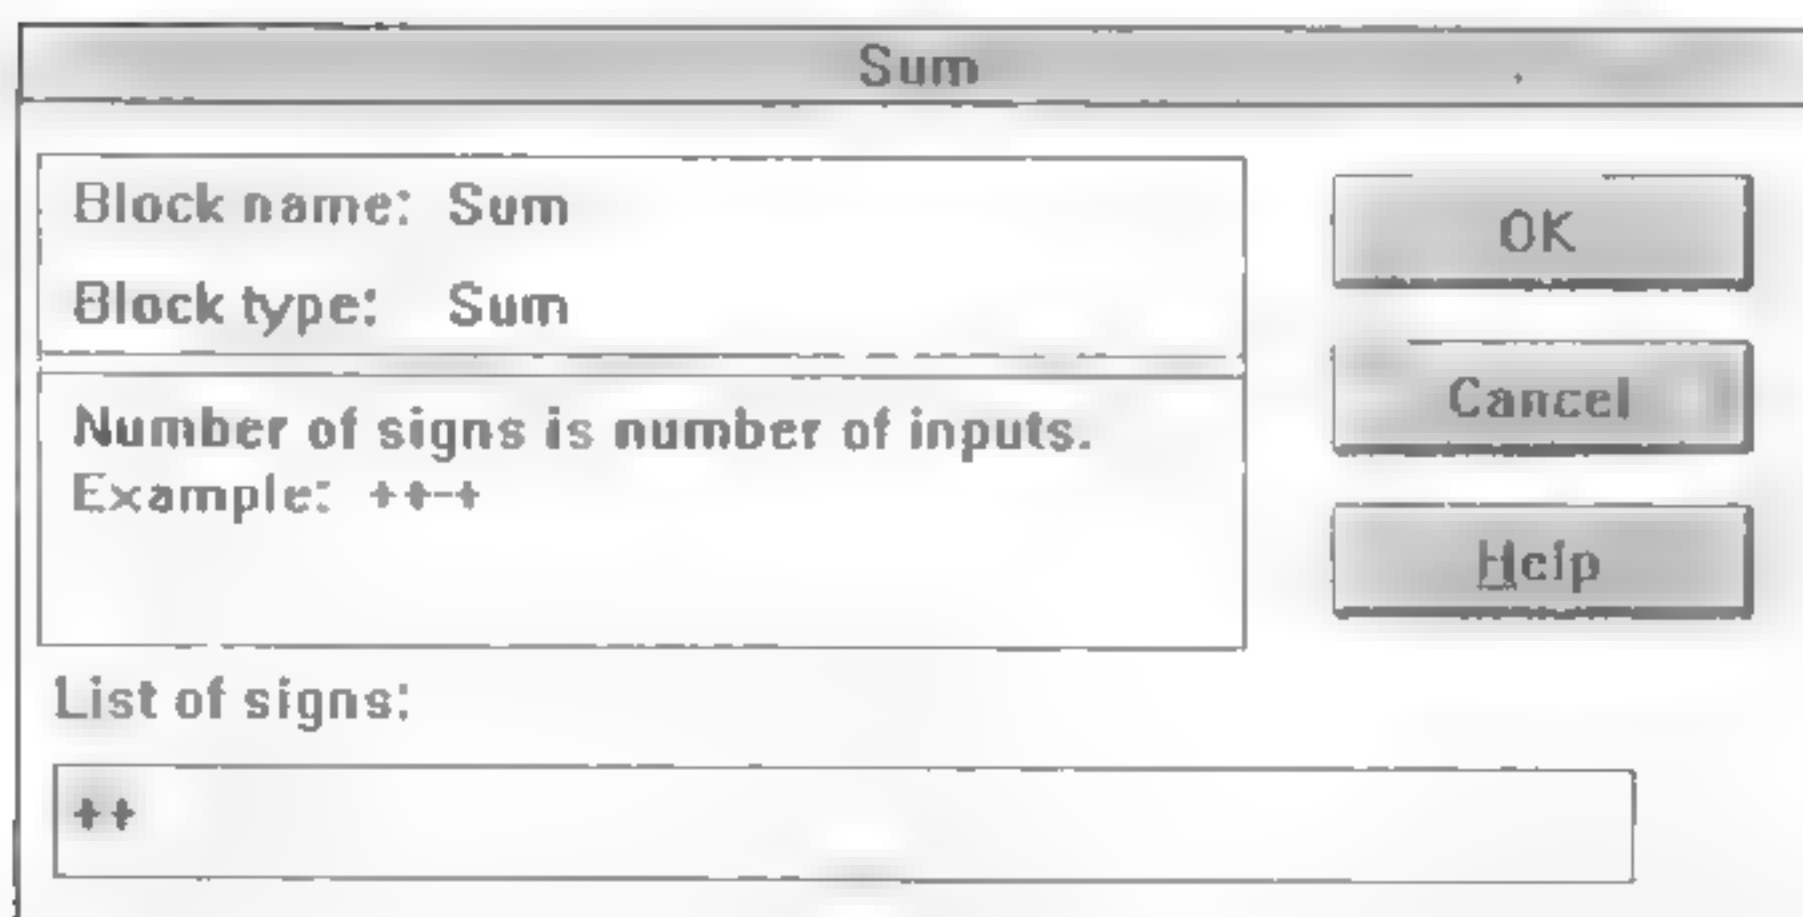 Sum
Block name: Sum
Block type: Sum
Number of signs is number of inputs.
Example: ++-+
List of signs:
++
OK
Cancel
Help